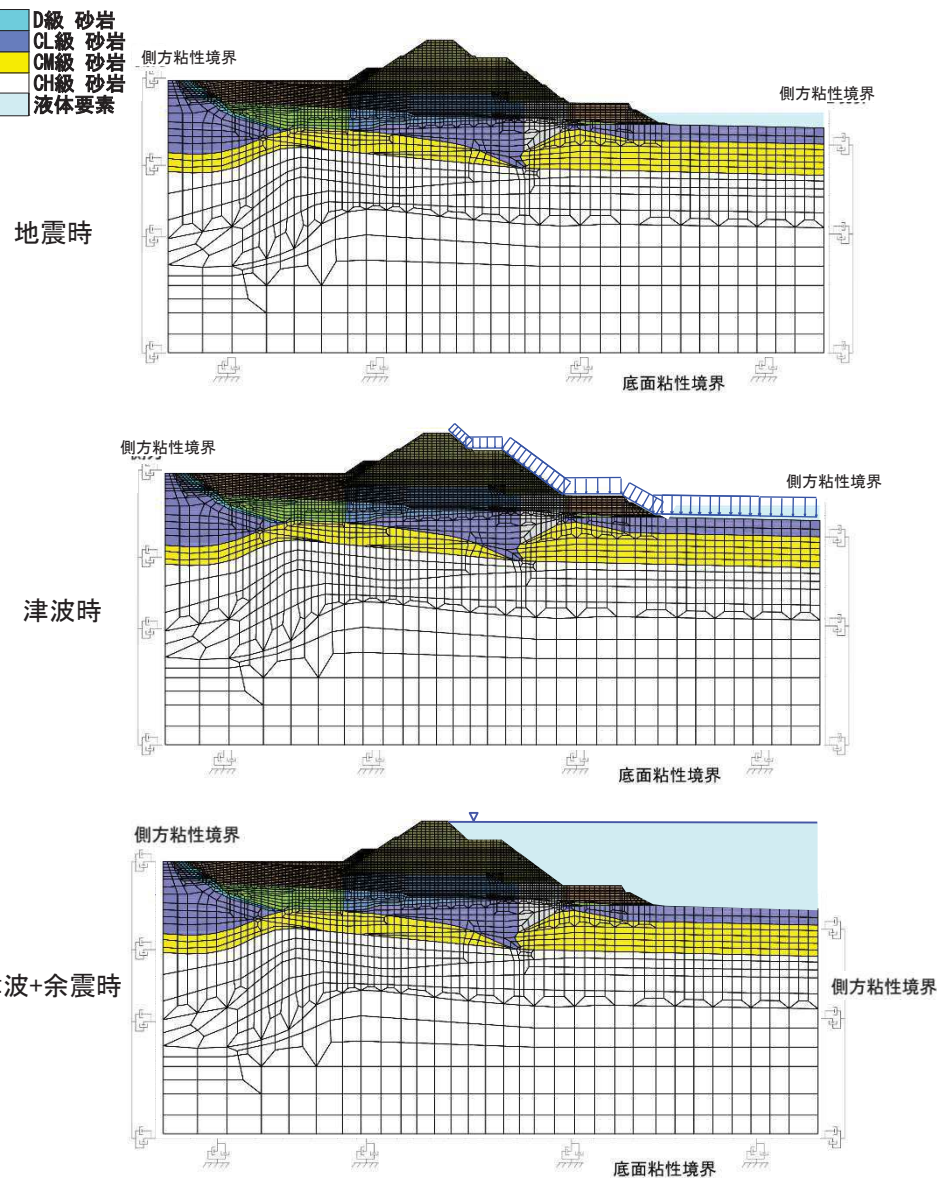 D級 砂岩
CL級 砂岩
CM級 砂岩
CH級 砂岩
液体要素
側方粘性境界
側方粘性境界
地震時
底面粘性境界
側方粘性境界
側方粘性境界
津波時
底面粘性境界
側方粘性境界
波+余震時
側方粘性境界
底面粘性境界